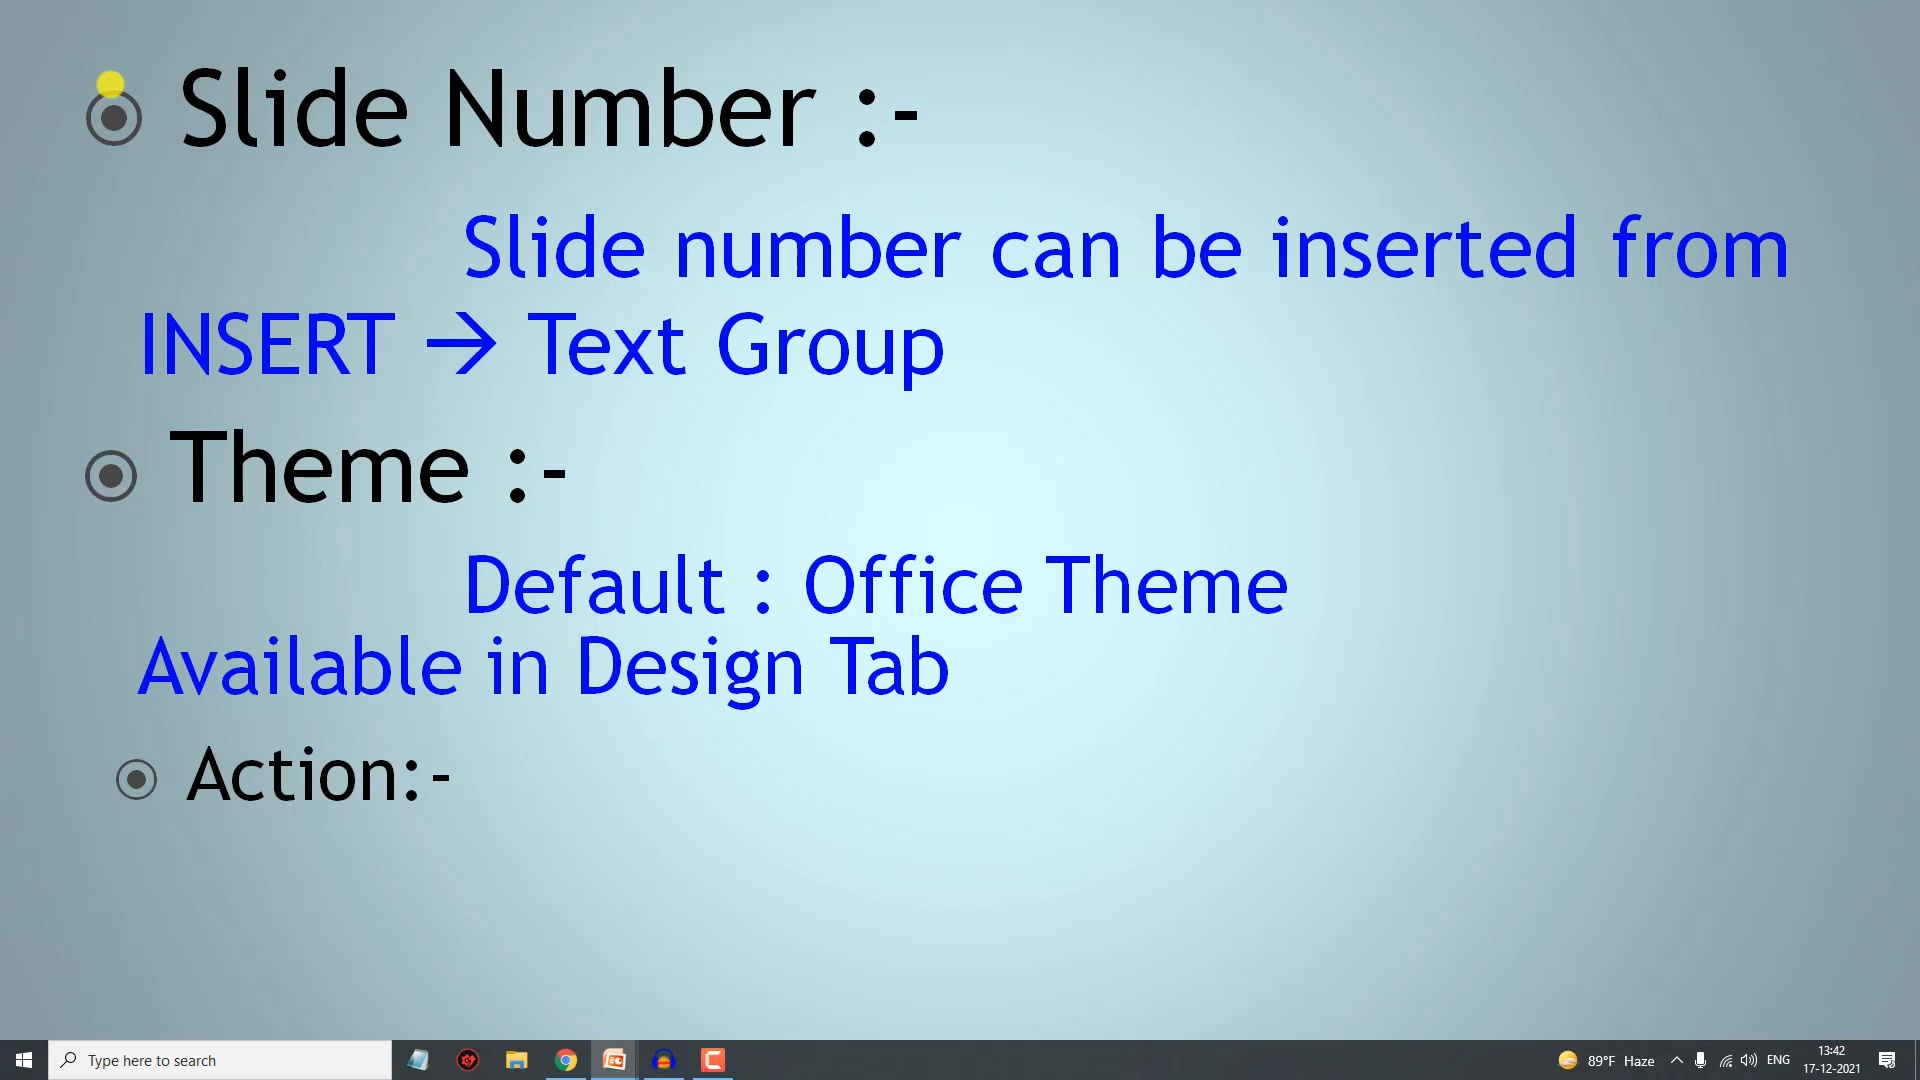 Slide Number :-
Slide number can be inserted from
INSERT → Text Group
Theme :-
Default : Office Theme
Available in Design Tab
Action:-
Type here to search
89°F Haze
ENG
13:42
17-12-2021